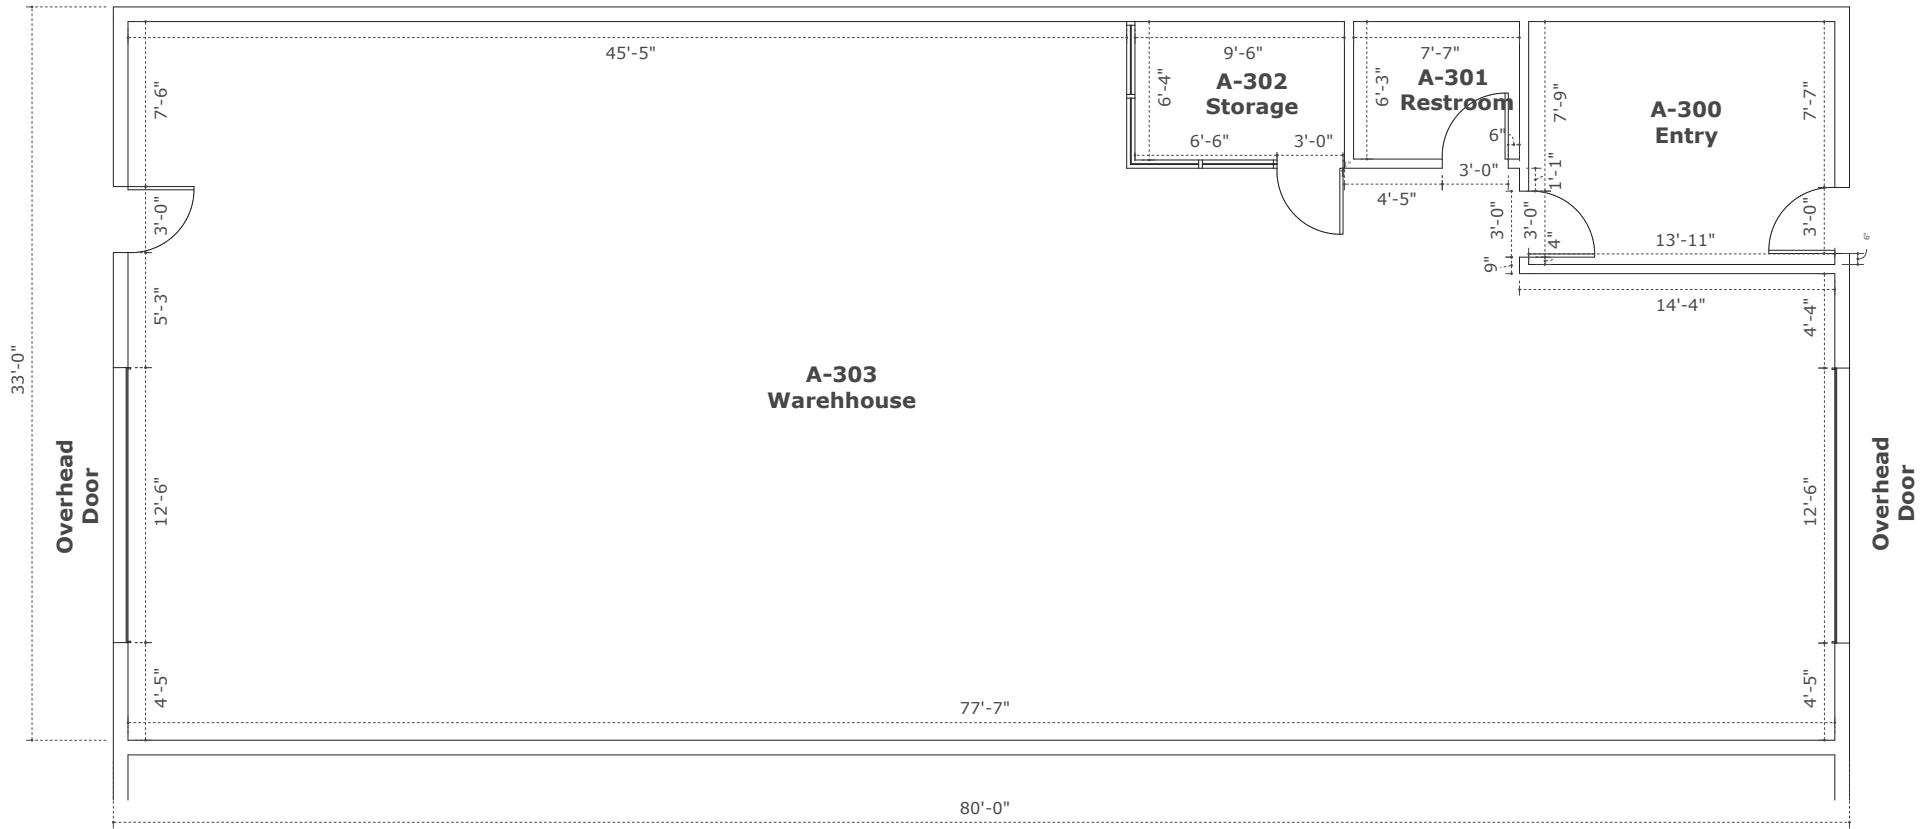 45'-5"
9'-6"
7'-7"
A-302
Storage
A-301
Restroom
A-300
Entry
7'-6"
6'-4"
6'-3"
7'-9"
7'-7"
6'-6"
3'-0"
6"
3'-0"
1'-1"
4'-5"
3'-0"
3'-0"
3'-0"
4"
13'-11"
3'-0"
6"
9"
5'-3"
14'-4"
4'-4"
33'-0"
A-303
Warehhouse
Overhead
Door
12'-6"
12'-6"
Overhead
Door
4'-5"
77'-7"
4'-5"
80'-0"